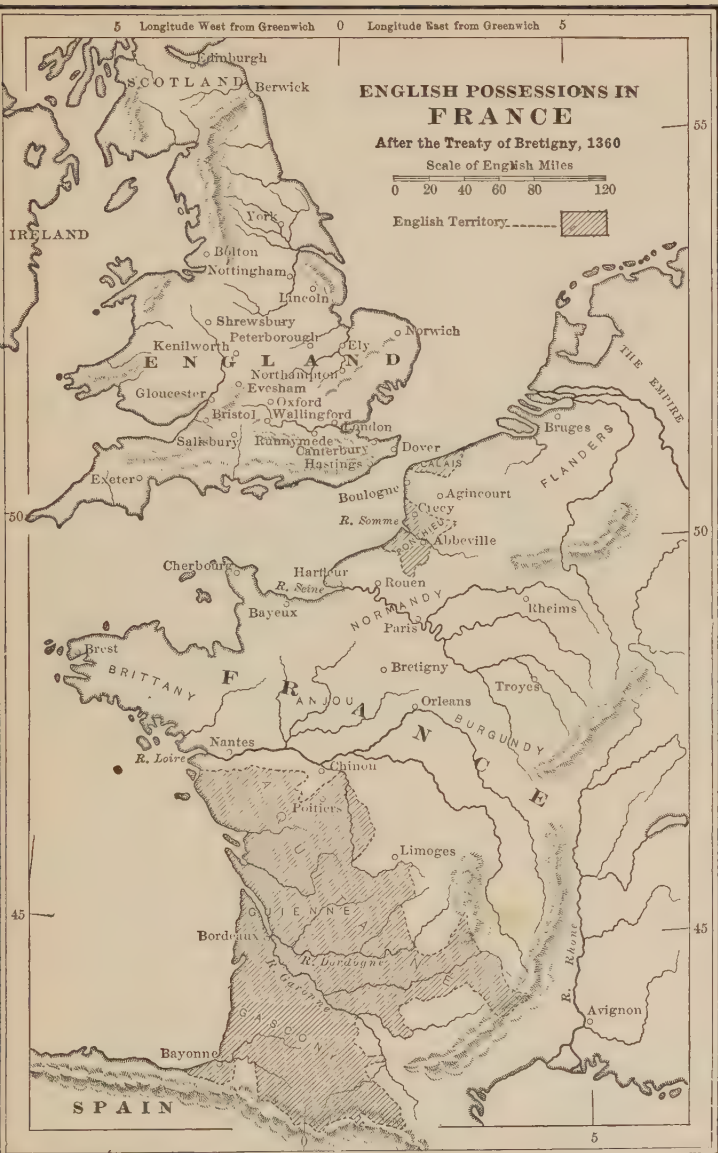 5 Longitude West from Greenwich 0 Longitude East from Greenwich 5
ENGLISH POSSESSIONS IN
FRANCE
After the Treaty of Bretigny, 1360
Scale of English Miles
0 20 40 60 80 120
English Territory
55
Edinburgh
SCOTLAND
Berwick
IRELAND
York
Bolton
Nottingham
Lincoln
Shrewsbury
Peterborough
Norwich
Kenilworth
Ely
ENGLAND
Northampton
Evesham
Gloucester
Oxford
Bristol
Wallingford
London
Salisbury
Runnymede
Canterbury
Dover
Hastings
Exeter
THE EMPIRE
Bruges
FLANDERS
CALAIS
Boulogne
Agincourt
Crecy
R. Somme
PONTHIEU
Abbeville
50
50
Cherbourg
Harfleur
R. Seine
Rouen
Bayeux
NORMANDY
Rheims
Paris
Brest
BRITTANY
FRANCE
Bretigny
ANJOU
Troyes
Orleans
BURGUNDY
Nantes
R. Loire
Chinon
Poitiers
Limoges
45
45
GUIENNE
Bordeaux
R. Dordogne
R. Garonne
R. Rhone
GASCONY
Avignon
Bayonne
SPAIN
0
5